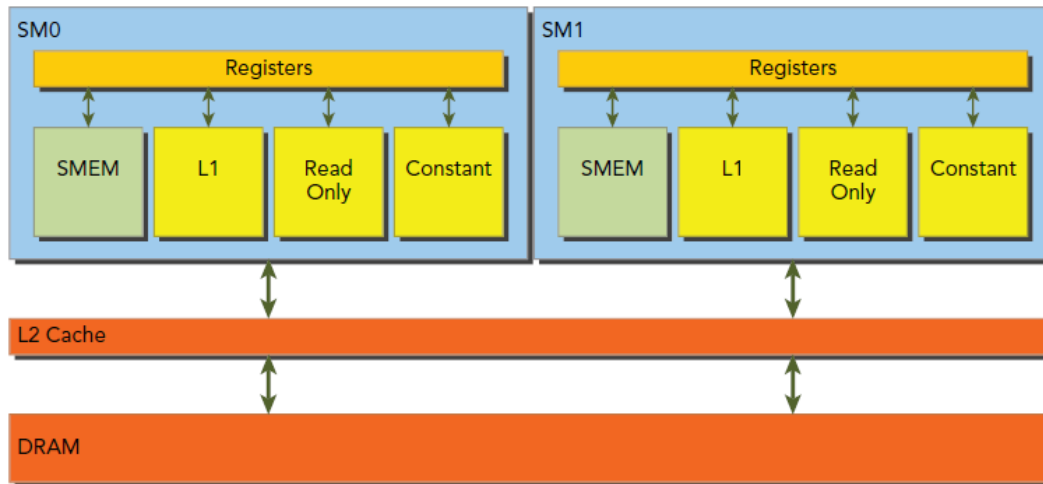 SM0
Registers
SMEM
L1
Read
Only
Constant
SM1
Registers
SMEM
L1
Read
Only
Constant
L2 Cache
DRAM